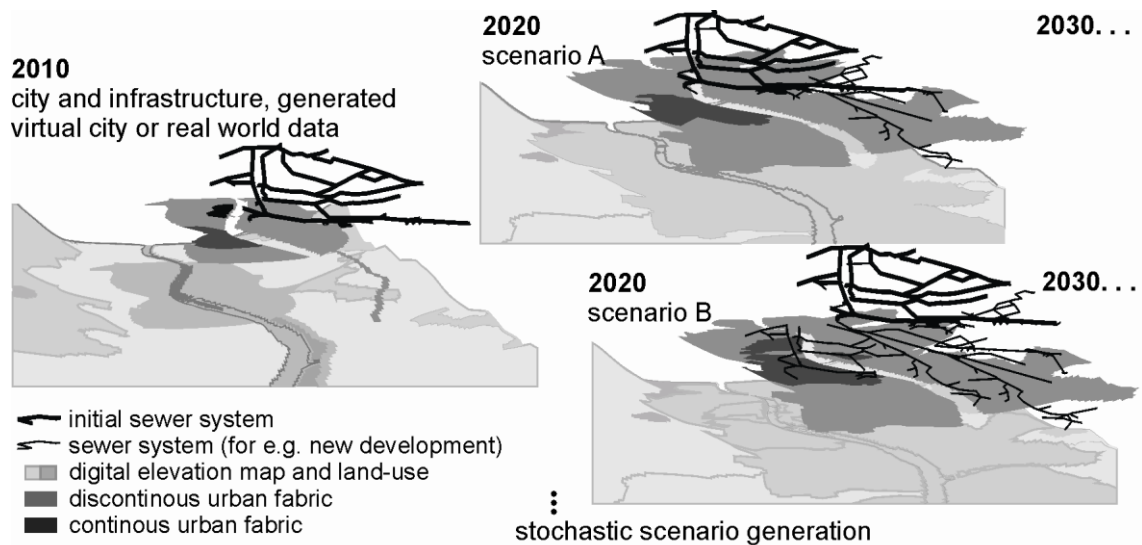 2010
city and infrastructure, generated
virtual city or real world data
2020
scenario A
2030. . .
2020
scenario B
2030. . .
initial sewer system
sewer system (for e.g. new development)
digital elevation map and land-use
discontinous urban fabric
continous urban fabric
stochastic scenario generation